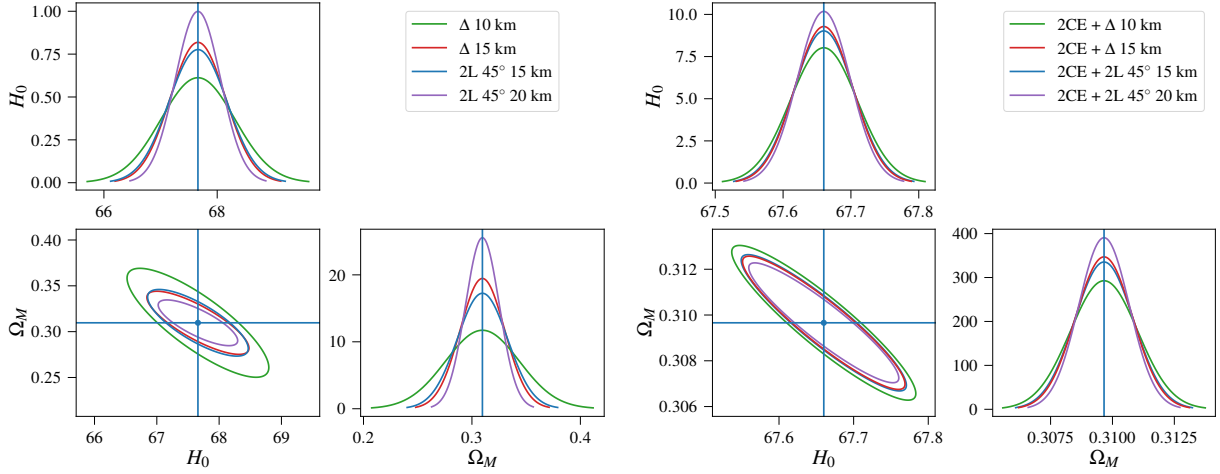 1.00
0.75
0.50
0.25
0.00
H₀
66
68
Δ 10 km
Δ 15 km
2L 45° 15 km
2L 45° 20 km
10.0
7.5
5.0
2.5
0.0
H₀
67.5
67.6
67.7
67.8
2CE + Δ 10 km
2CE + Δ 15 km
2CE + 2L 45° 15 km
2CE + 2L 45° 20 km
0.40
0.35
0.30
0.25
Ω_M
66
67
68
69
H₀
20
10
0
0.2
0.3
0.4
Ω_M
0.312
0.310
0.308
0.306
Ω_M
67.6
67.7
67.8
H₀
400
300
200
100
0
0.3075
0.3100
0.3125
Ω_M